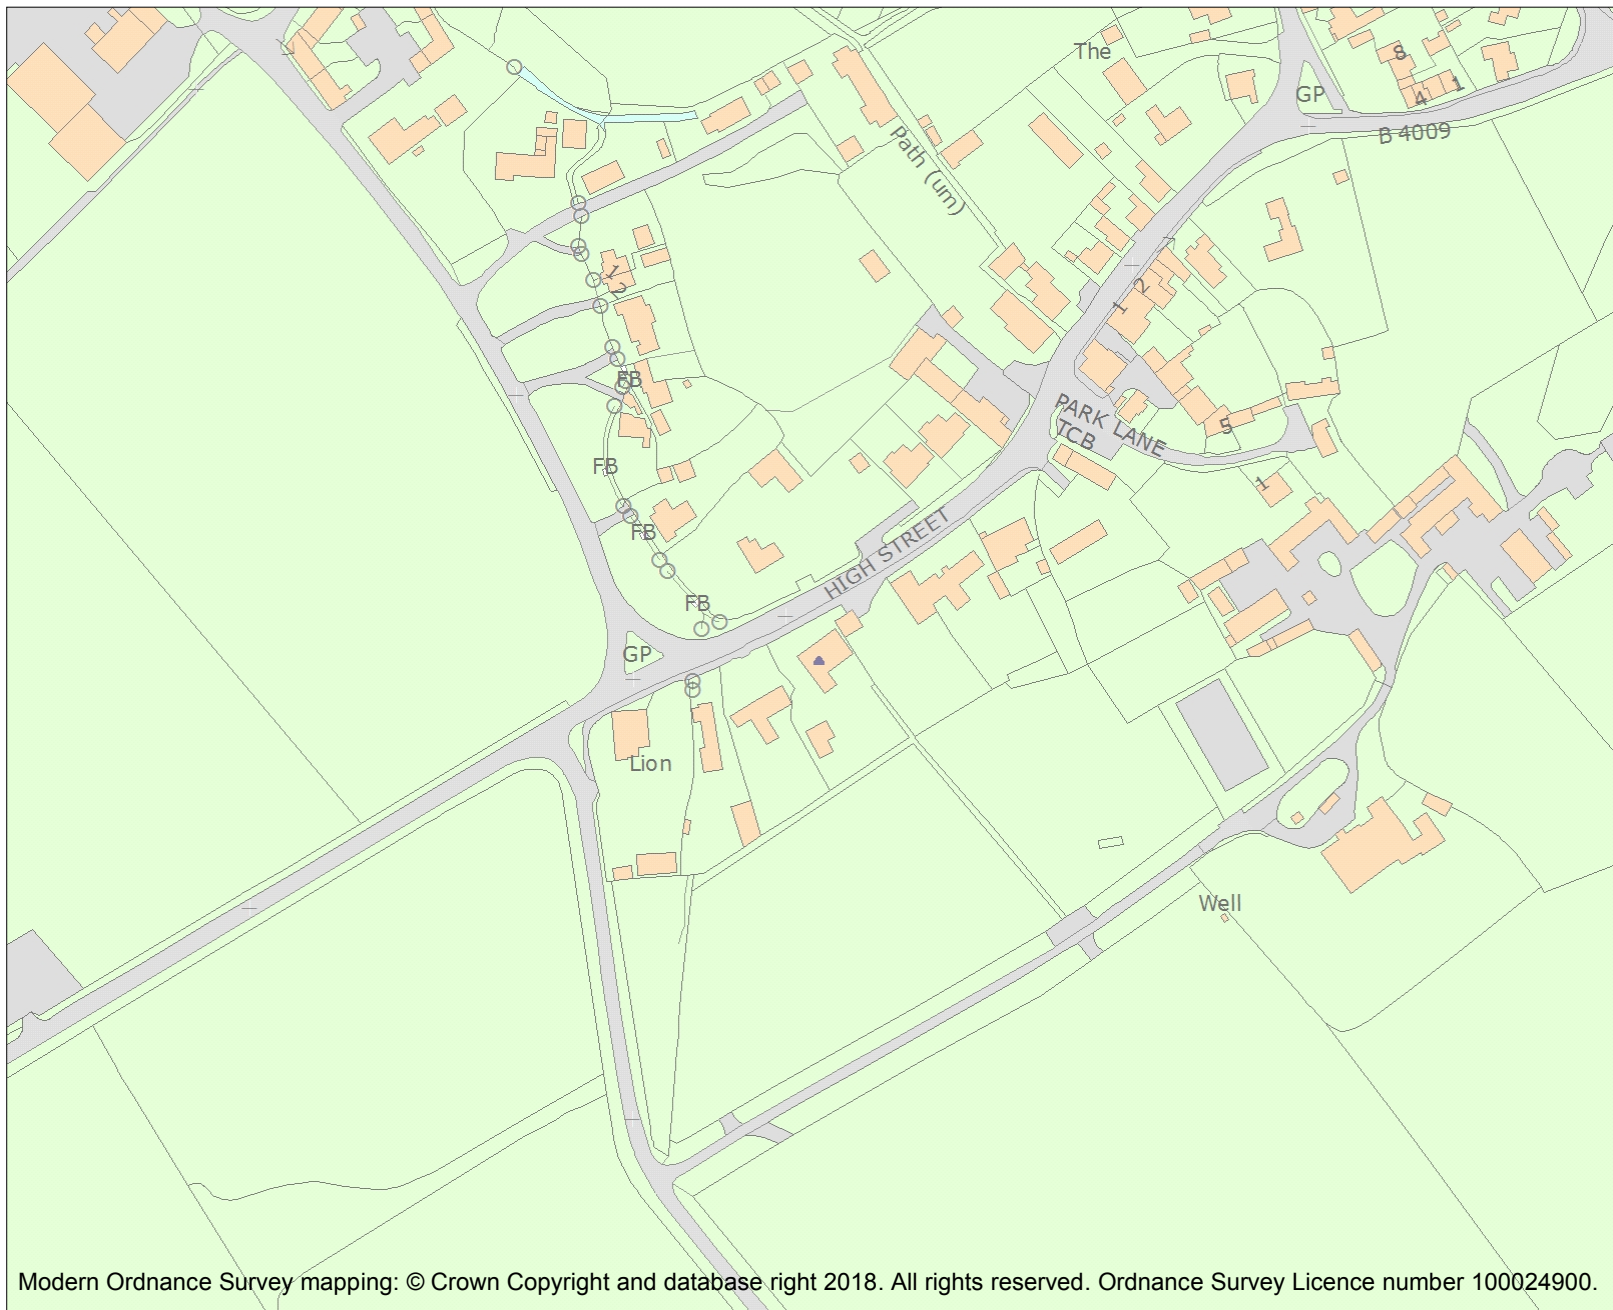 The
8
1
4
GP
B 4009
Path (um)
1
2
2
1
FB
PARK LANE
TCB
5
FB
1
FB
HIGH STREET
FB
GP
Lion
Well
Modern Ordnance Survey mapping: © Crown Copyright and database right 2018. All rights reserved. Ordnance Survey Licence number 100024900.